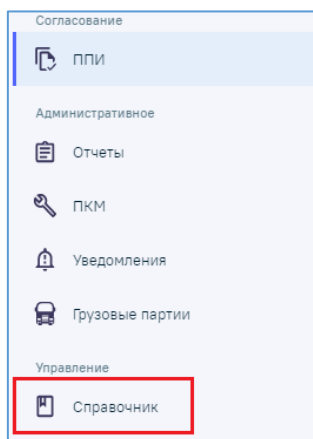 Согласование
ППИ
Административное
Отчеты
ПКМ
Уведомления
Грузовые партии
Управление
Справочник